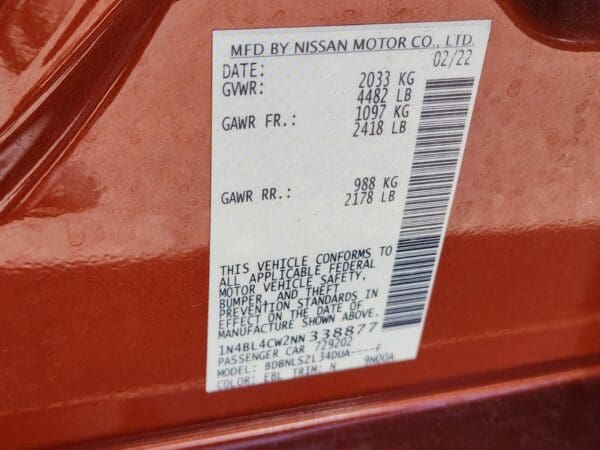 MFD BY NISSAN MOTOR CO., LTD.
DATE: 02/22
GVWR: 2033 KG
4482 LB
GAWR FR.: 1097 KG
2418 LB
GAWR RR.: 988 KG
2178 LB
THIS VEHICLE CONFORMS TO
ALL APPLICABLE FEDERAL
MOTOR VEHICLE SAFETY,
BUMPER, AND THEFT
PREVENTION STANDARDS IN
EFFECT ON THE DATE OF
MANUFACTURE SHOWN ABOVE.
1N4BL4CW2NN338877
PASSENGER CAR 729202
MODEL: BDBNLSZL34DUA----F
COLOR: EBL TRIM: N 9N00A